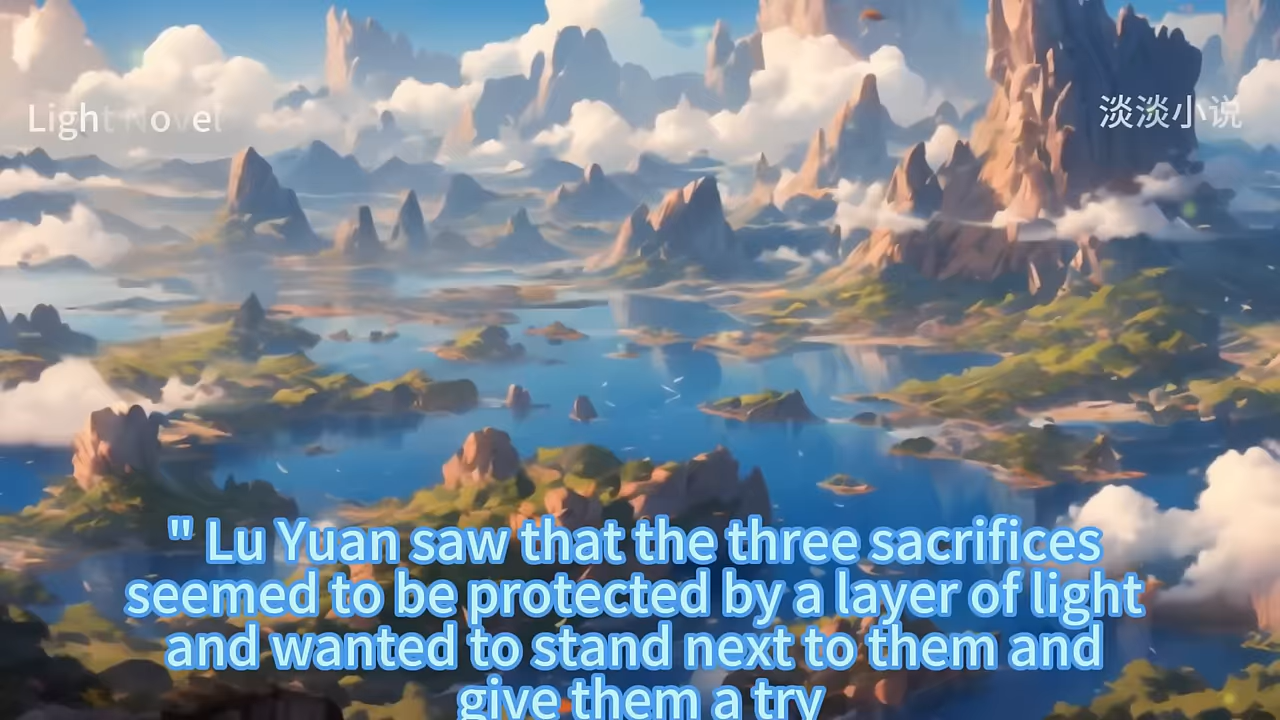 Light Novel
淡淡小说
" Lu Yuan saw that the three sacrifices
seemed to be protected by a layer of light
and wanted to stand next to them and
give them a try